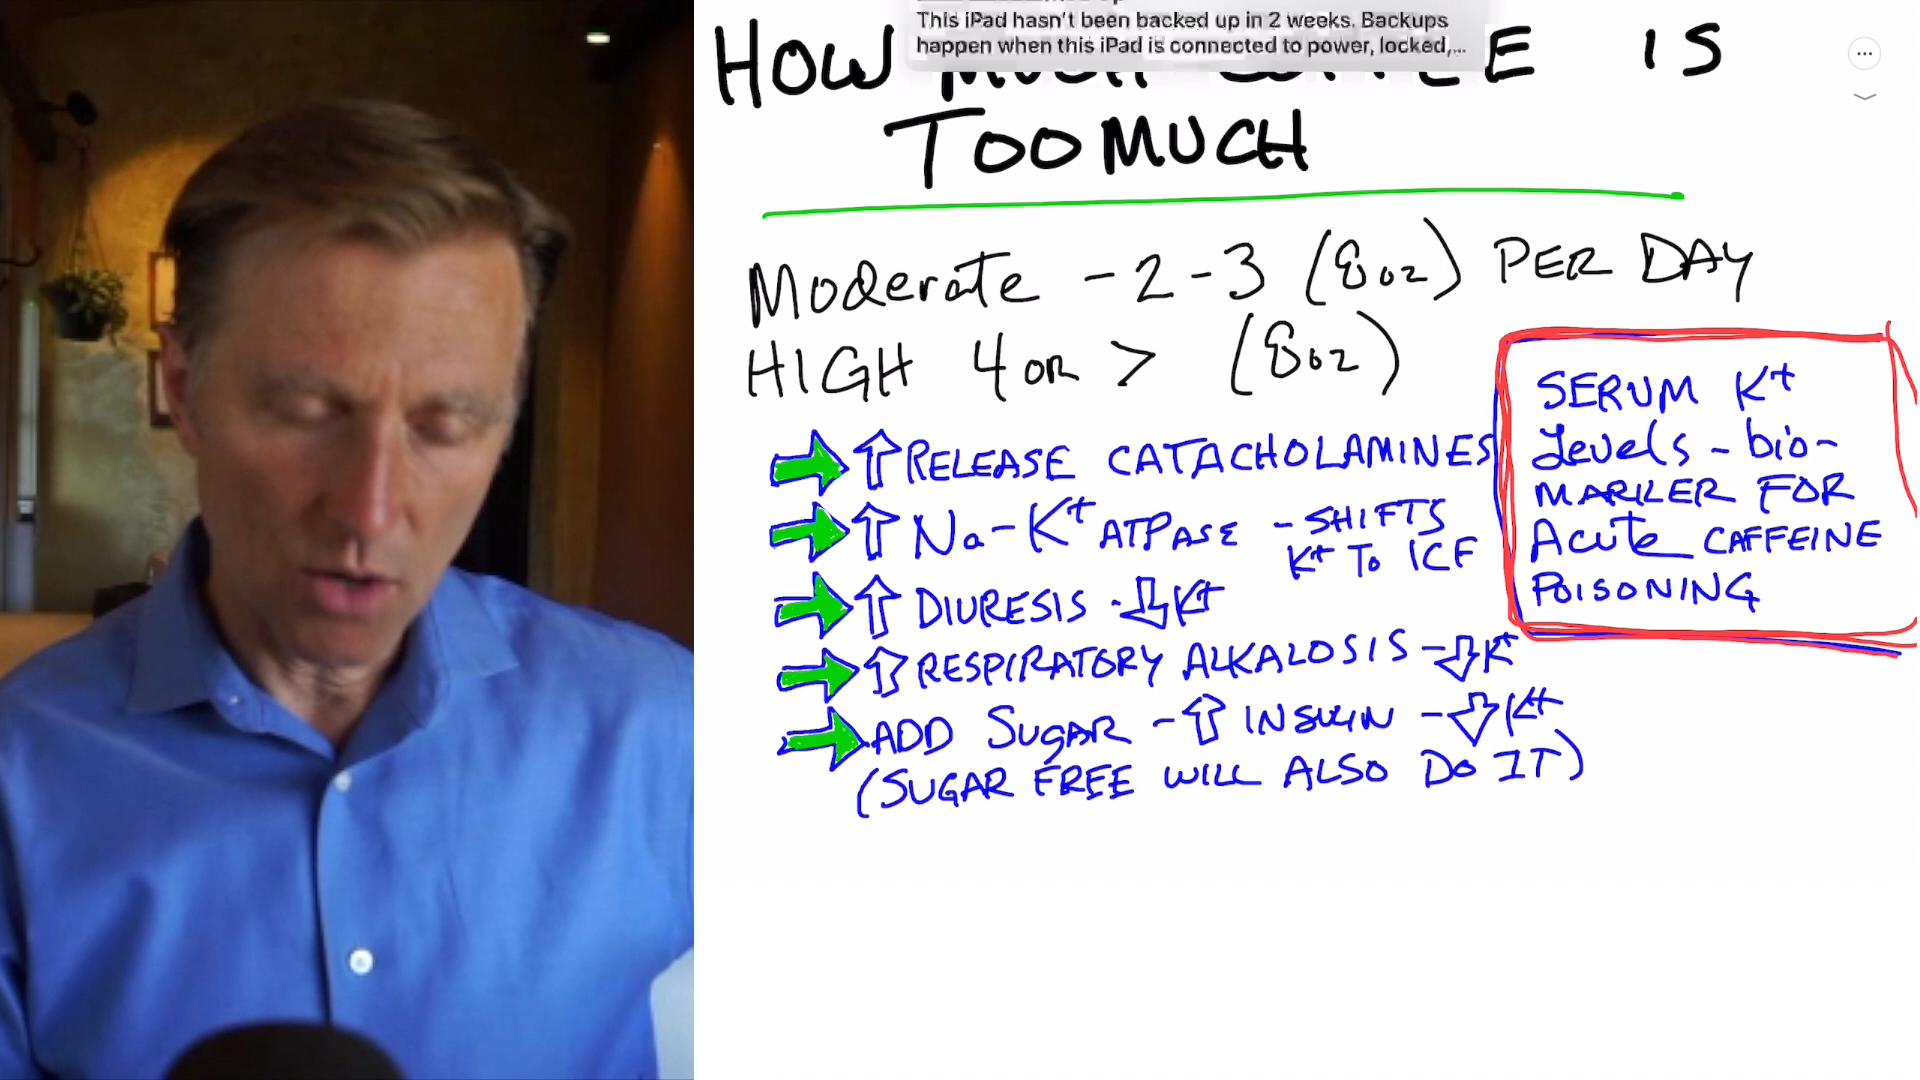 This iPad hasn't been backed up in 2 weeks. Backups
happen when this iPad is connected to power, locked,...
HOW MUCH COFFEE IS
TOO MUCH
Moderate - 2 - 3 (8oz) PER DAY
HIGH 4 OR > (8oz)
⇑ RELEASE CATACHOLAMINES
⇑ Na-K+ ATPASE - SHIFTS
K+ TO ICF
⇑ DIURESIS - ⇓ K+
⇑ RESPIRATORY ALKALOSIS - ⇓ K+
ADD SUGAR - ⇑ INSULIN - ⇓ K+
(SUGAR FREE WILL ALSO DO IT)
SERUM K+
Levels - bio-
MARKER FOR
Acute CAFFEINE
POISONING